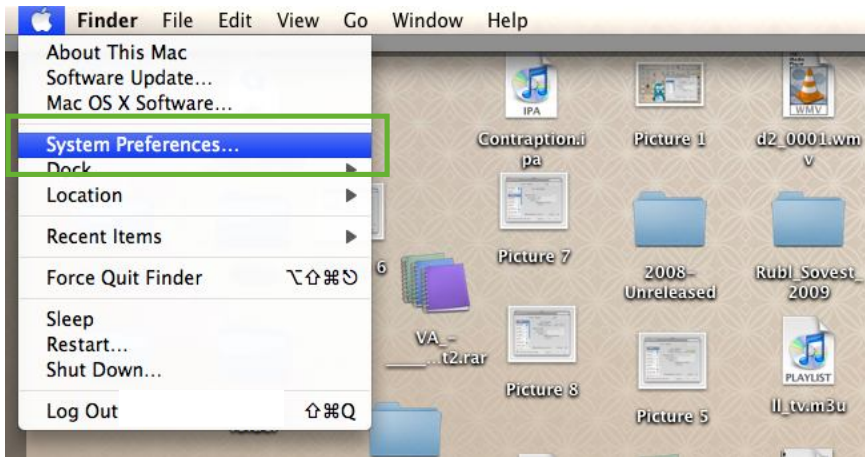 Finder File Edit View Go Window Help
About This Mac
Software Update...
Mac OS X Software...
System Preferences...
Dock
Location
Recent Items
Force Quit Finder ⌥⇧⌘⎋
Sleep
Restart...
Shut Down...
Log Out ⇧⌘Q
IPA
Contraption.i
pa
Picture 1
WMV
d2_0001.wm
v
6
Picture 7
2008-
Unreleased
Rubl_Sovest_
2009
VA_-
____...t2.rar
Picture 8
Picture 5
PLAYLIST
ll_tv.m3u